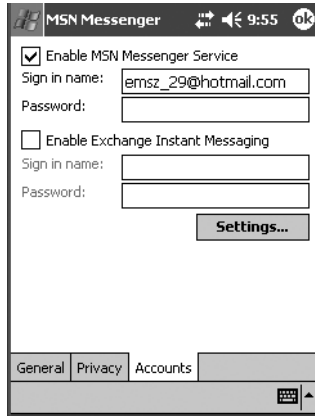 MSN Messenger 9:55 ok
Enable MSN Messenger Service
Sign in name: emsz_29@hotmail.com
Password:
Enable Exchange Instant Messaging
Sign in name:
Password:
Settings...
General Privacy Accounts